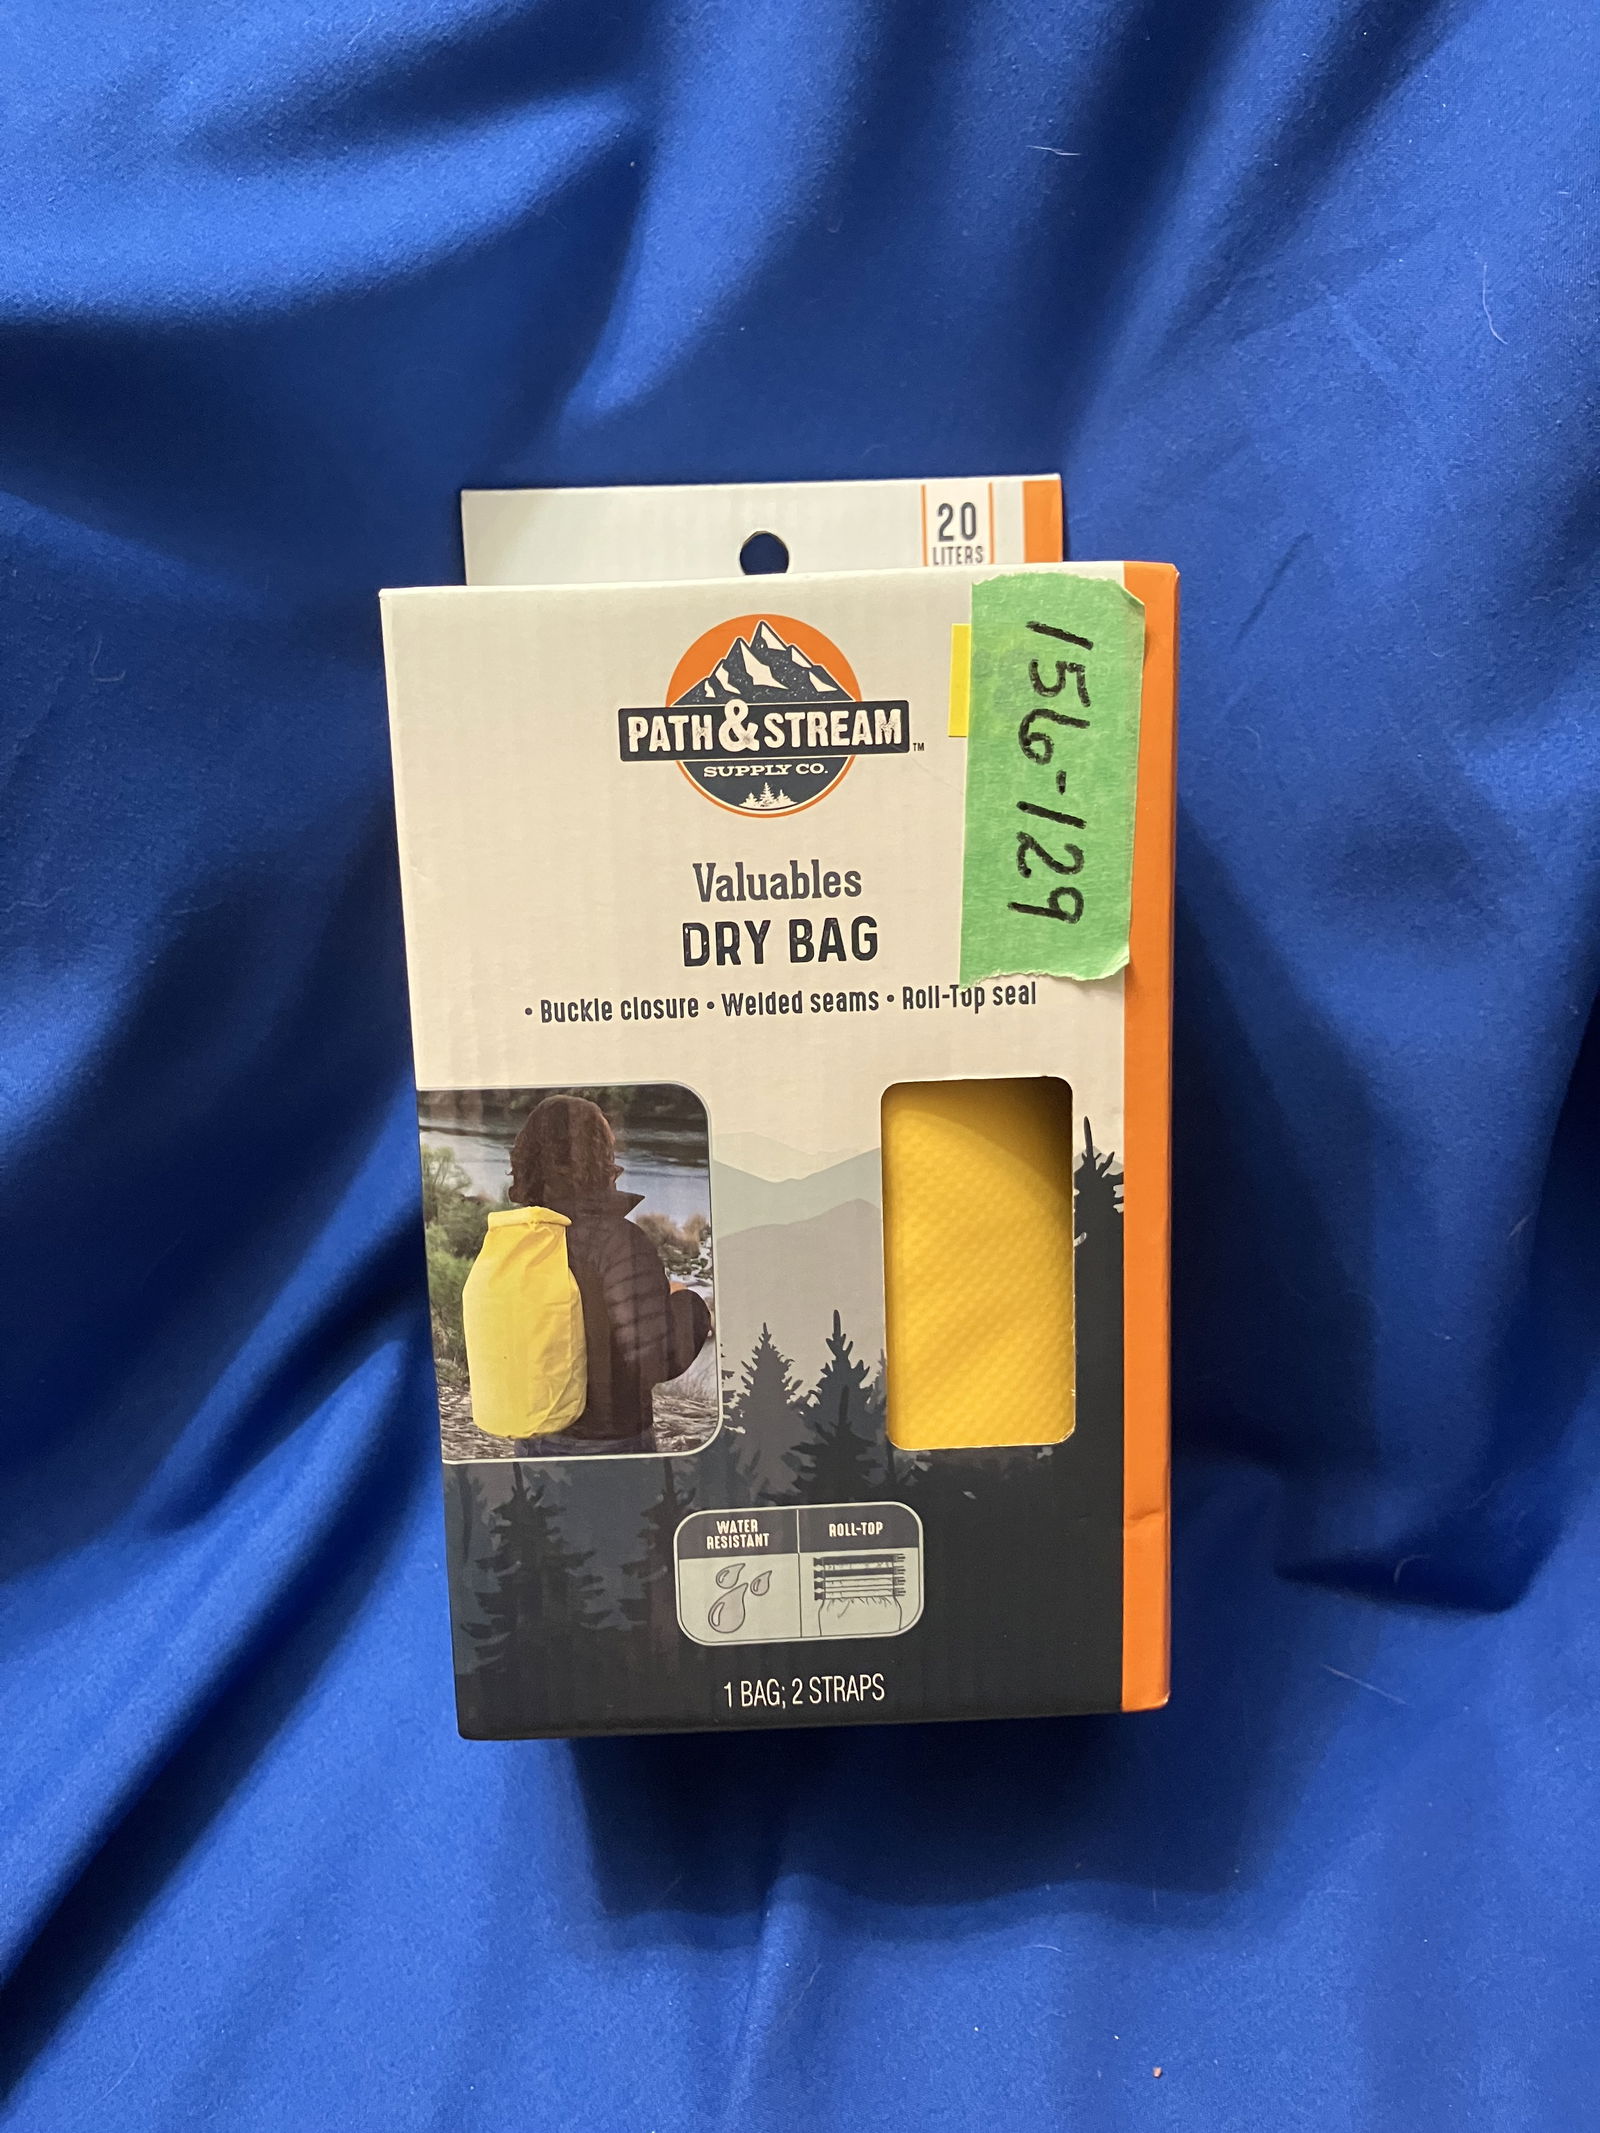 20
LITERS
PATH & STREAM™
SUPPLY CO.
156-129
Valuables
DRY BAG
• Buckle closure • Welded seams • Roll-Top seal
WATER
RESISTANT
ROLL-TOP
1 BAG; 2 STRAPS